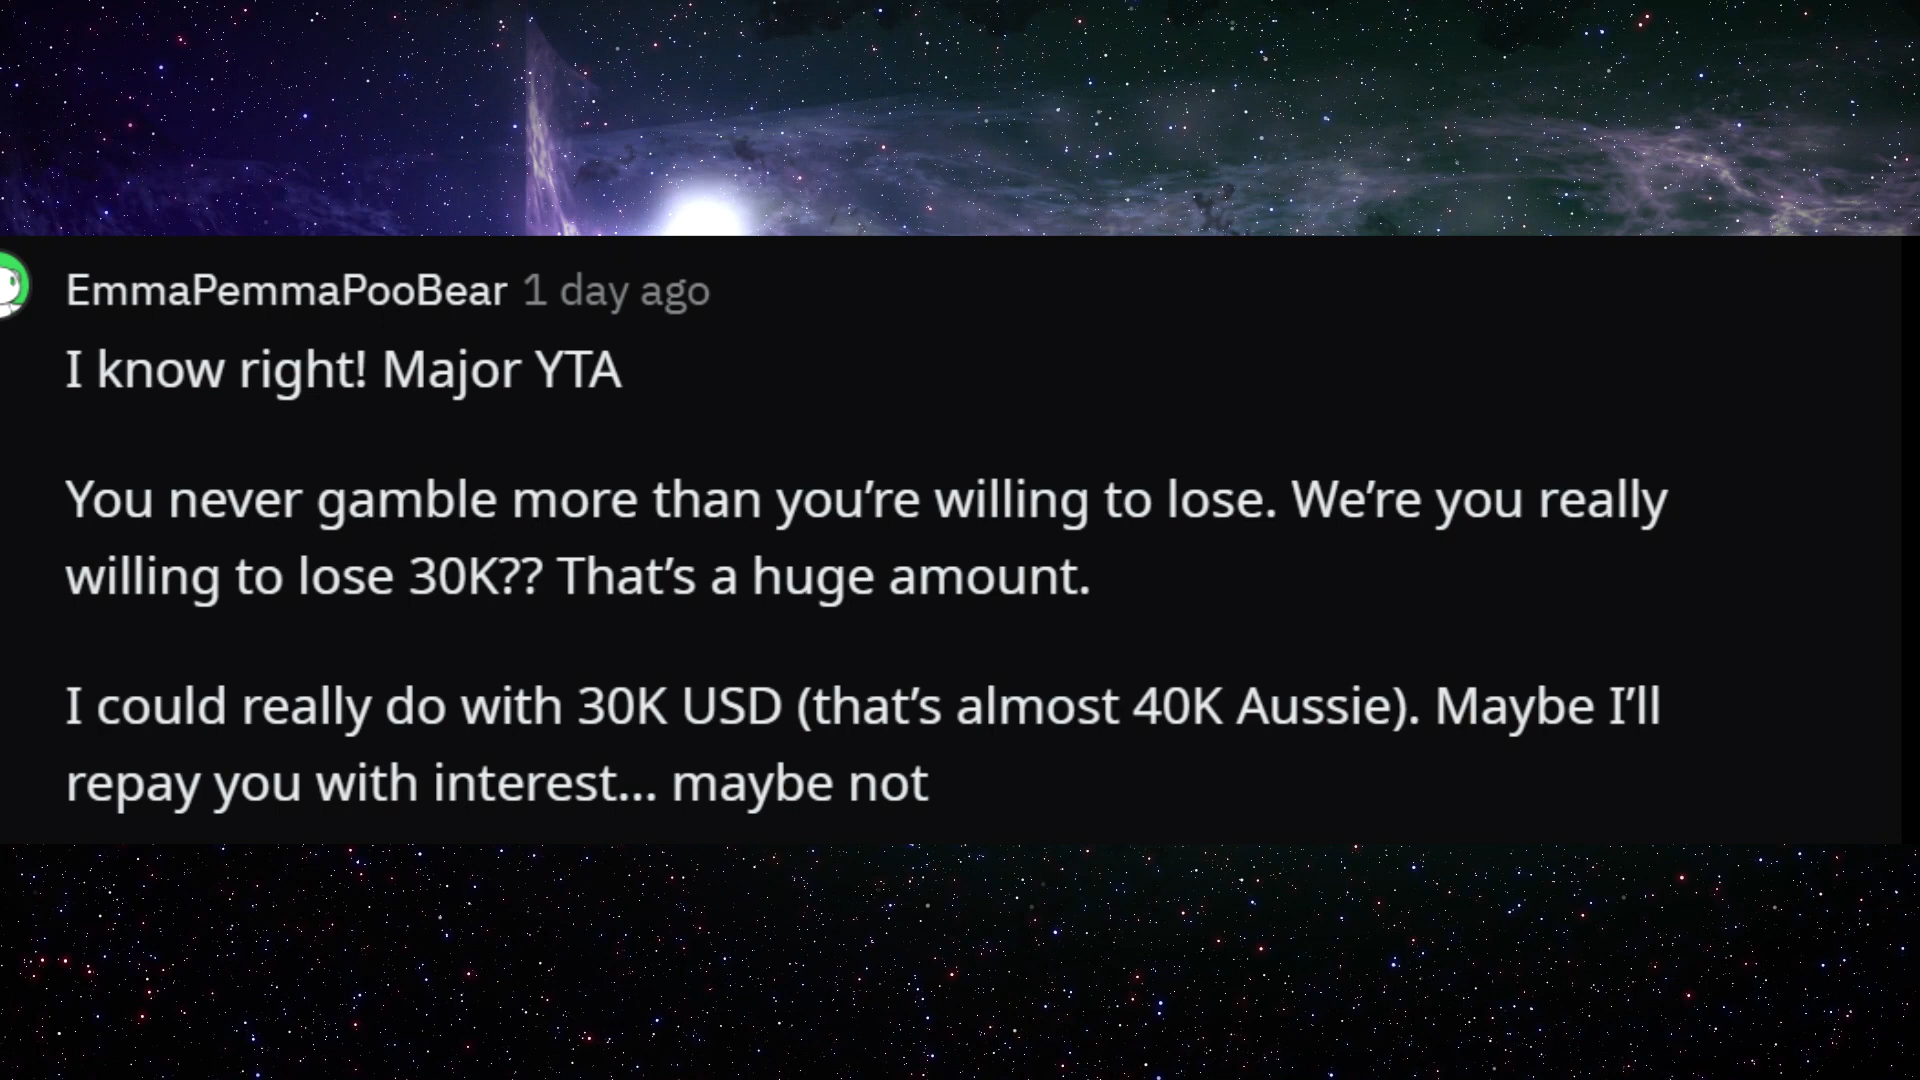 EmmaPemmaPooBear 1 day ago
I know right! Major YTA
You never gamble more than you’re willing to lose. We’re you really
willing to lose 30K?? That’s a huge amount.
I could really do with 30K USD (that’s almost 40K Aussie). Maybe I’ll
repay you with interest... maybe not